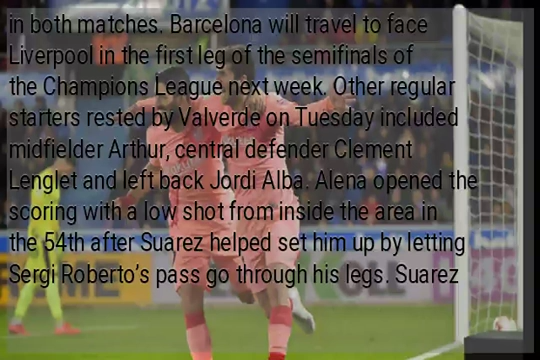 in both matches. Barcelona will travel to face
Liverpool in the first leg of the semifinals of
the Champions League next week. Other regular
starters rested by Valverde on Tuesday included
midfielder Arthur, central defender Clement
Lenglet and left back Jordi Alba. Alena opened the
scoring with a low shot from inside the area in
the 54th after Suarez helped set him up by letting
Sergi Roberto’s pass go through his legs. Suarez